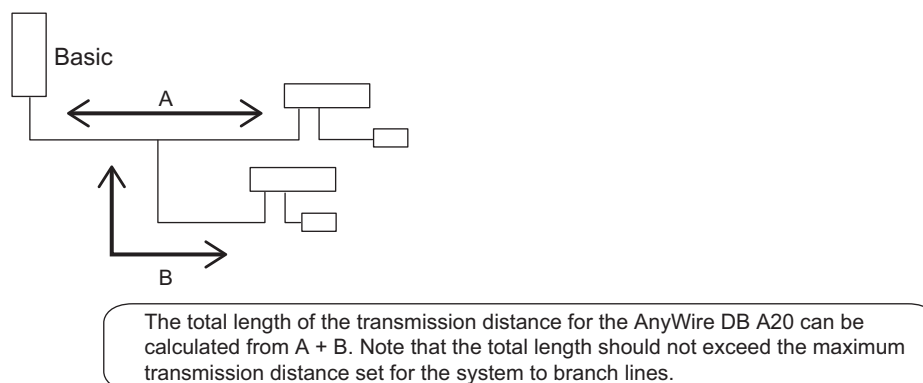 Basic
A
B
The total length of the transmission distance for the AnyWire DB A20 can be
calculated from A + B. Note that the total length should not exceed the maximum
transmission distance set for the system to branch lines.